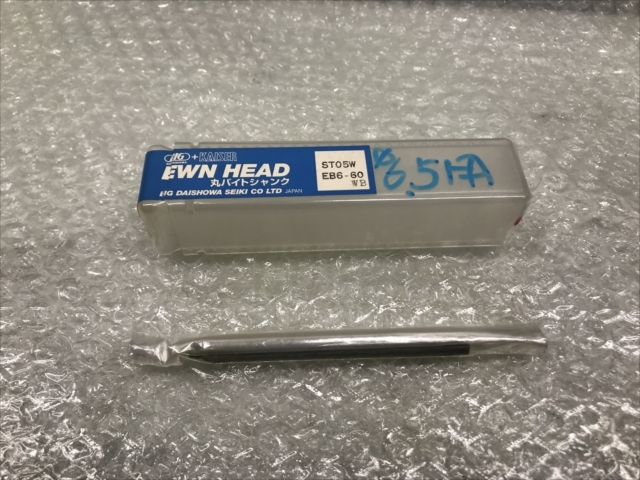 BIG+KAISER
EWN HEAD
丸バイトシャンク
BIG DAISHOWA SEIKI CO LTD JAPAN
ST05W
EB6-60
WB
6.5